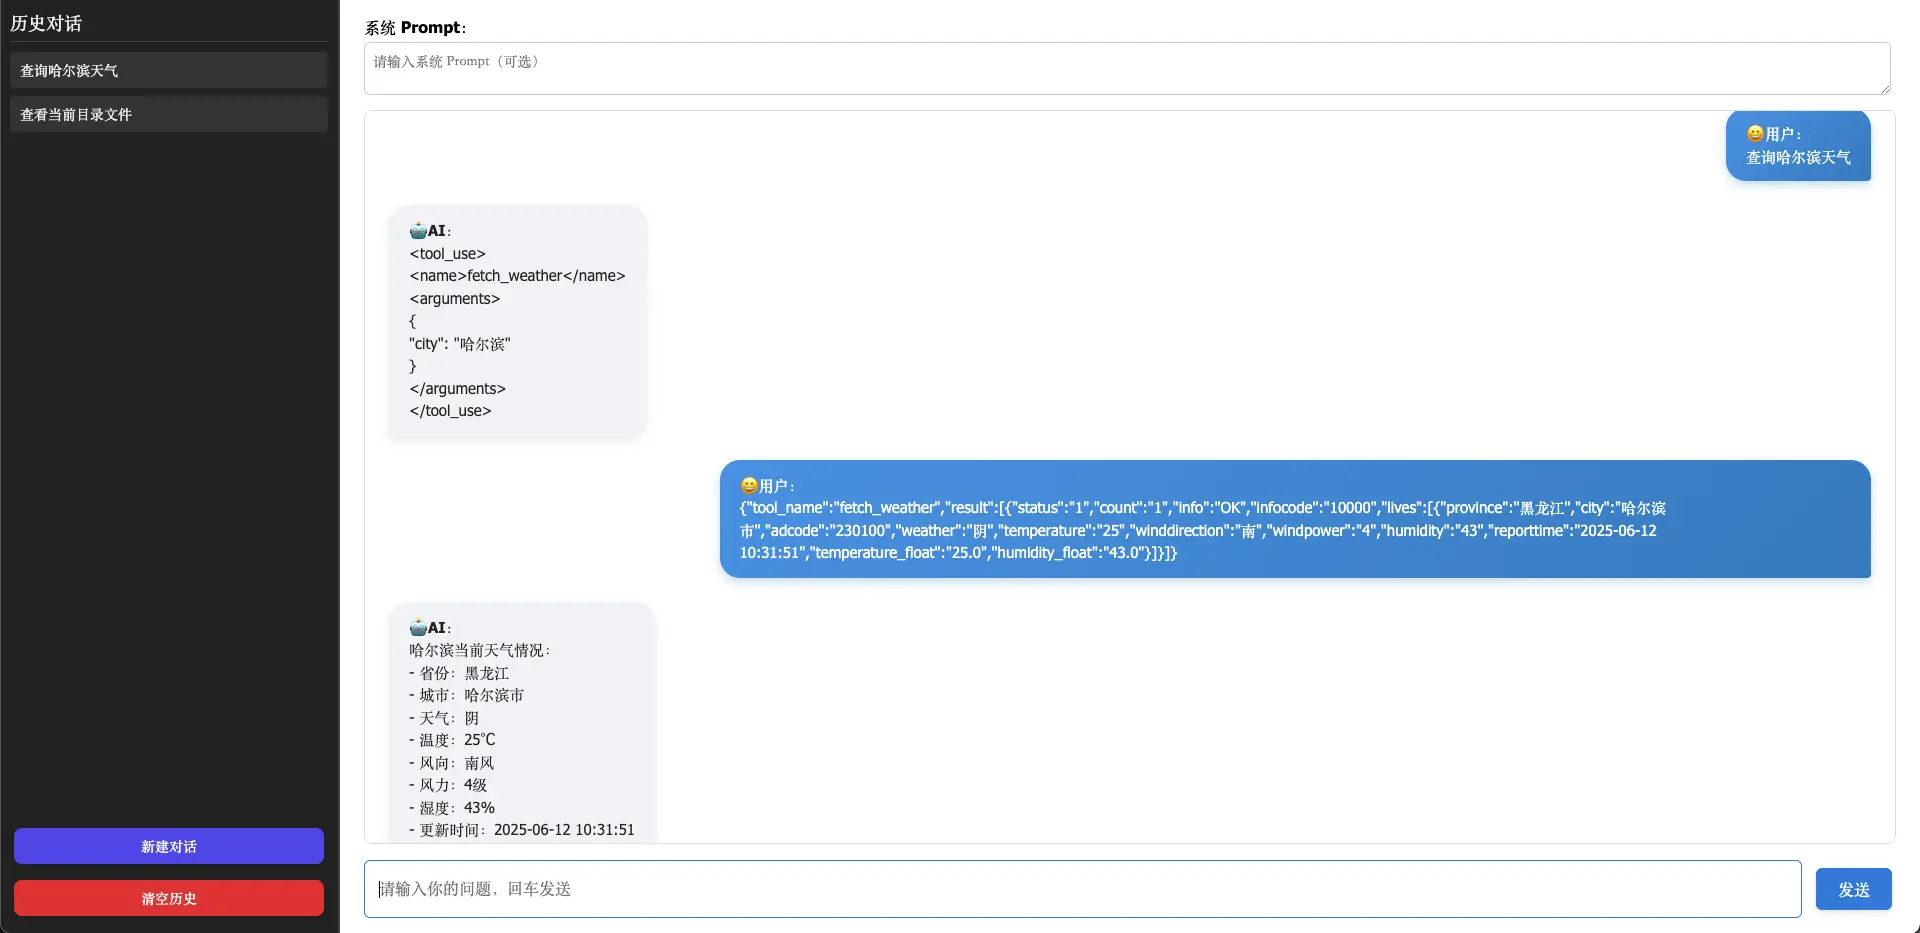 历史对话
查询哈尔滨天气
查看当前目录文件
新建对话
清空历史
系统 Prompt：
请输入系统 Prompt（可选）
😀用户：
查询哈尔滨天气
🤖AI：
<tool_use>
<name>fetch_weather</name>
<arguments>
{
"city": "哈尔滨"
}
</arguments>
</tool_use>
😀用户：
{"tool_name":"fetch_weather","result":[{"status":"1","count":"1","info":"OK","infocode":"10000","lives":[{"province":"黑龙江","city":"哈尔滨
市","adcode":"230100","weather":"阴","temperature":"25","winddirection":"南","windpower":"4","humidity":"43","reporttime":"2025-06-12
10:31:51","temperature_float":"25.0","humidity_float":"43.0"}]}]}
🤖AI：
哈尔滨当前天气情况：
- 省份：黑龙江
- 城市：哈尔滨市
- 天气：阴
- 温度：25℃
- 风向：南风
- 风力：4级
- 湿度：43%
- 更新时间：2025-06-12 10:31:51
请输入你的问题，回车发送
发送